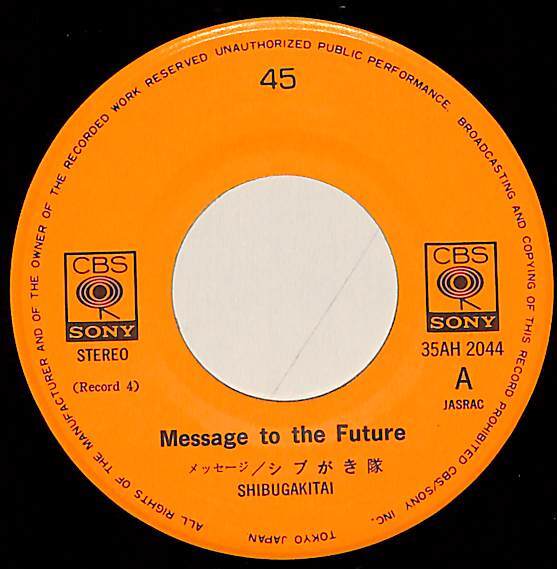 ALL RIGHTS OF THE MANUFACTURER AND OF THE OWNER OF THE RECORDED WORK RESERVED UNAUTHORIZED PUBLIC PERFORMANCE. BROADCASTING AND COPYING OF THIS RECORD PROHIBITED CBS/SONY INC.
TOKYO JAPAN
45
CBS
SONY
STEREO
(Record 4)
CBS
SONY
35AH 2044
A
JASRAC
Message to the Future
メッセージ/シブがき隊
SHIBUGAKITAI